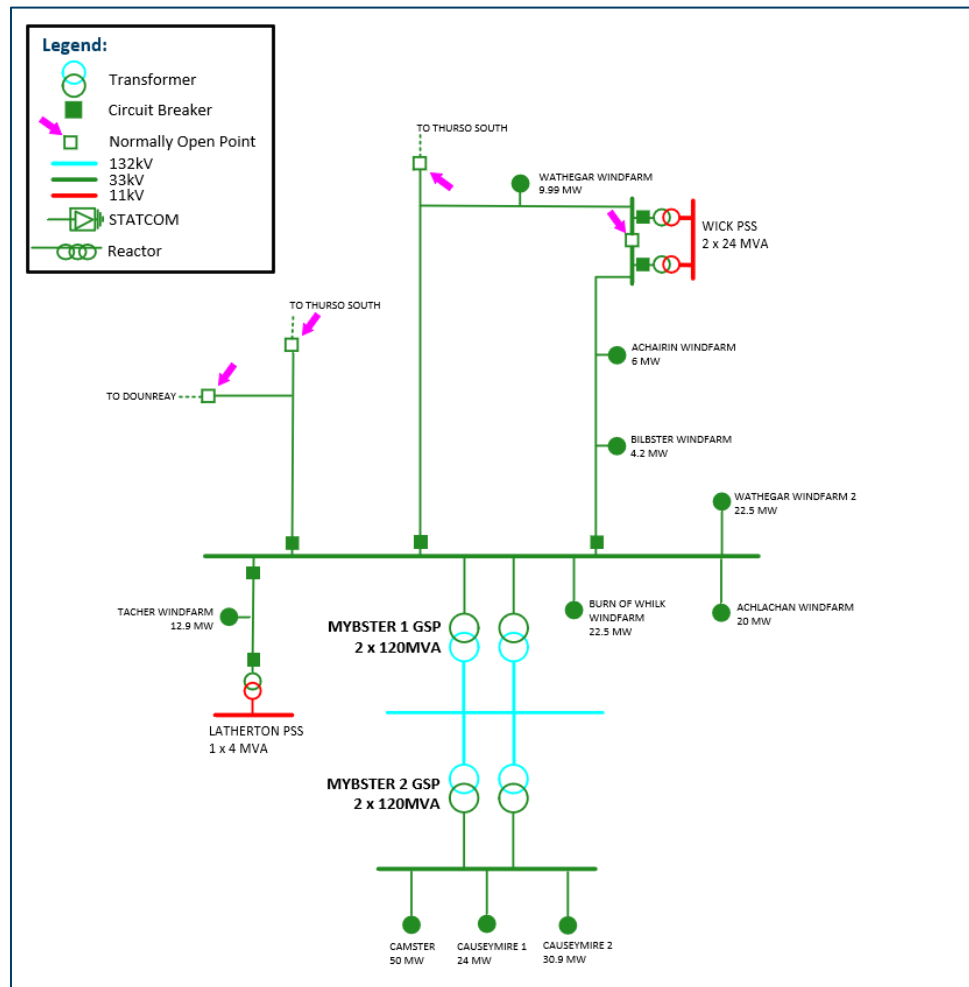 Legend:
Transformer
Circuit Breaker
Normally Open Point
132kV
33kV
11kV
STATCOM
Reactor
TO THURSO SOUTH
WATHEGAR WINDFARM
9.99 MW
WICK PSS
2 x 24 MVA
TO THURSO SOUTH
ACHAIRIN WINDFARM
6 MW
TO DOUNREAY
BILBSTER WINDFARM
4.2 MW
WATHEGAR WINDFARM 2
22.5 MW
TACHER WINDFARM
12.9 MW
MYBSTER 1 GSP
2 x 120MVA
BURN OF WHILK
WINDFARM
22.5 MW
ACHLACHAN WINDFARM
20 MW
LATHERTON PSS
1 x 4 MVA
MYBSTER 2 GSP
2 x 120MVA
CAMSTER
50 MW
CAUSEYMIRE 1
24 MW
CAUSEYMIRE 2
30.9 MW